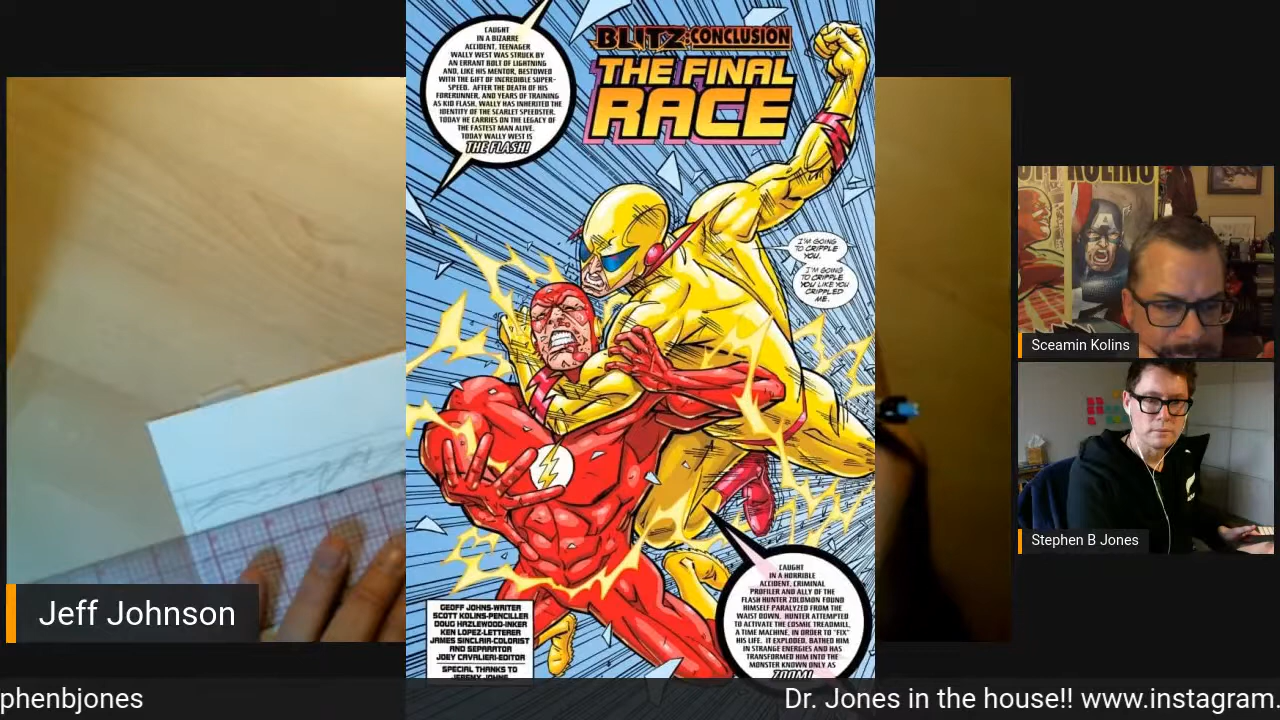 CAUGHT
IN A BIZARRE
ACCIDENT, TEENAGER
WALLY WEST WAS STRUCK BY
AN ERRANT BOLT OF LIGHTNING
AND, LIKE HIS MENTOR, BESTOWED
WITH THE GIFT OF INCREDIBLE SUPER-
SPEED. AFTER THE DEATH OF HIS
FORERUNNER, AND YEARS OF TRAINING
AS KID FLASH, WALLY HAS INHERITED THE
IDENTITY OF THE SCARLET SPEEDSTER.
TODAY HE CARRIES ON THE LEGACY OF
THE FASTEST MAN ALIVE.
TODAY WALLY WEST IS
THE FLASH!
BLITZ: CONCLUSION
THE FINAL
RACE
I'M GOING
TO CRIPPLE
YOU.
I'M GOING
TO CRIPPLE
YOU LIKE YOU
CRIPPLED
ME.
Sceamin Kolins
Stephen B Jones
CAUGHT
IN A HORRIBLE
ACCIDENT, CRIMINAL
PROFILER AND ALLY OF THE
FLASH HUNTER ZOLOMON FOUND
HIMSELF PARALYZED FROM THE
WAIST DOWN. HUNTER ATTEMPTED
TO ACTIVATE THE COSMIC TREADMILL,
A TIME MACHINE, IN ORDER TO "FIX"
HIS LIFE. IT EXPLODED, BATHED HIM
IN STRANGE ENERGIES AND HAS
TRANSFORMED HIM INTO THE
MONSTER KNOWN ONLY AS
ZOOM!
GEOFF JOHNS-WRITER
SCOTT KOLINS-PENCILLER
DOUG HAZLEWOOD-INKER
KEN LOPEZ-LETTERER
JAMES SINCLAIR-COLORIST
AND SEPARATOR
JOEY CAVALIERI-EDITOR
SPECIAL THANKS TO
JEREMY JOHNS
Jeff Johnson
phenbjones
Dr. Jones in the house!! www.instagram.